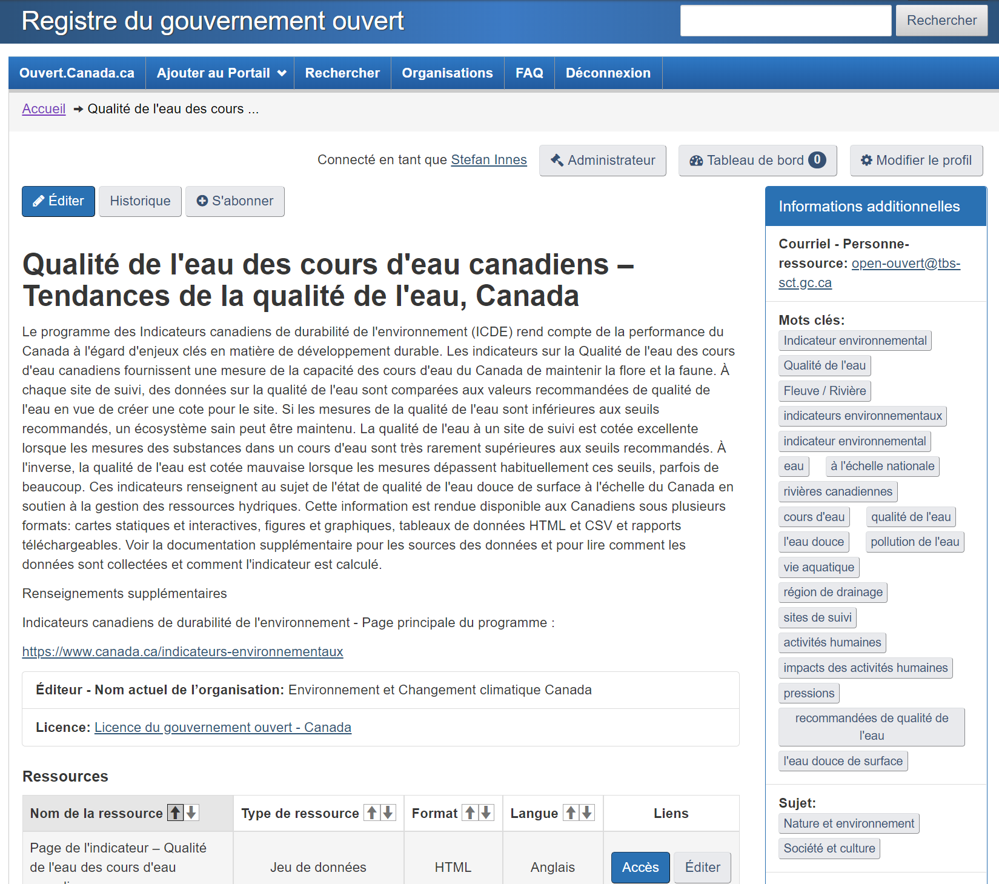 Registre du gouvernement ouvert
Rechercher
Ouvert.Canada.ca
Ajouter au Portail
Rechercher
Organisations
FAQ
Déconnexion
Accueil
Qualité de l'eau des cours ...
Connecté en tant que Stefan Innes
Administrateur
Tableau de bord 0
Modifier le profil
Éditer
Historique
S'abonner
Qualité de l'eau des cours d'eau canadiens –
Tendances de la qualité de l'eau, Canada
Le programme des Indicateurs canadiens de durabilité de l'environnement (ICDE) rend compte de la performance du
Canada à l'égard d'enjeux clés en matière de développement durable. Les indicateurs sur la Qualité de l'eau des cours
d'eau canadiens fournissent une mesure de la capacité des cours d'eau du Canada de maintenir la flore et la faune. À
chaque site de suivi, des données sur la qualité de l'eau sont comparées aux valeurs recommandées de qualité de
l'eau en vue de créer une cote pour le site. Si les mesures de la qualité de l'eau sont inférieures aux seuils
recommandés, un écosystème sain peut être maintenu. La qualité de l'eau à un site de suivi est cotée excellente
lorsque les mesures des substances dans un cours d'eau sont très rarement supérieures aux seuils recommandés. À
l'inverse, la qualité de l'eau est cotée mauvaise lorsque les mesures dépassent habituellement ces seuils, parfois de
beaucoup. Ces indicateurs renseignent au sujet de l'état de qualité de l'eau douce de surface à l'échelle du Canada en
soutien à la gestion des ressources hydriques. Cette information est rendue disponible aux Canadiens sous plusieurs
formats: cartes statiques et interactives, figures et graphiques, tableaux de données HTML et CSV et rapports
téléchargeables. Voir la documentation supplémentaire pour les sources des données et pour lire comment les
données sont collectées et comment l'indicateur est calculé.
Renseignements supplémentaires
Indicateurs canadiens de durabilité de l'environnement - Page principale du programme :
https://www.canada.ca/indicateurs-environnementaux
Éditeur - Nom actuel de l’organisation: Environnement et Changement climatique Canada
Licence: Licence du gouvernement ouvert - Canada
Ressources
Nom de la ressource
Type de ressource
Format
Langue
Liens
Page de l'indicateur – Qualité
de l'eau des cours d'eau
Jeu de données
HTML
Anglais
Accès
Éditer
Informations additionnelles
Courriel - Personne-
ressource: open-ouvert@tbs-
sct.gc.ca
Mots clés:
Indicateur environnemental
Qualité de l'eau
Fleuve / Rivière
indicateurs environnementaux
indicateur environnemental
eau
à l'échelle nationale
rivières canadiennes
cours d'eau
qualité de l'eau
l'eau douce
pollution de l'eau
vie aquatique
région de drainage
sites de suivi
activités humaines
impacts des activités humaines
pressions
recommandées de qualité de
l'eau
l'eau douce de surface
Sujet:
Nature et environnement
Société et culture